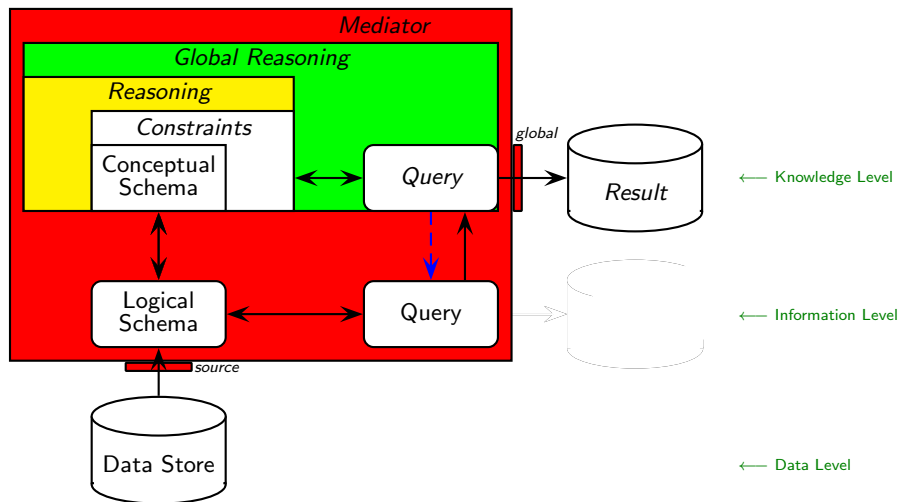 Mediator
Global Reasoning
Reasoning
Constraints
Conceptual
Schema
Query
global
Result
⟵ Knowledge Level
Logical
Schema
Query
⟵ Information Level
source
Data Store
⟵ Data Level